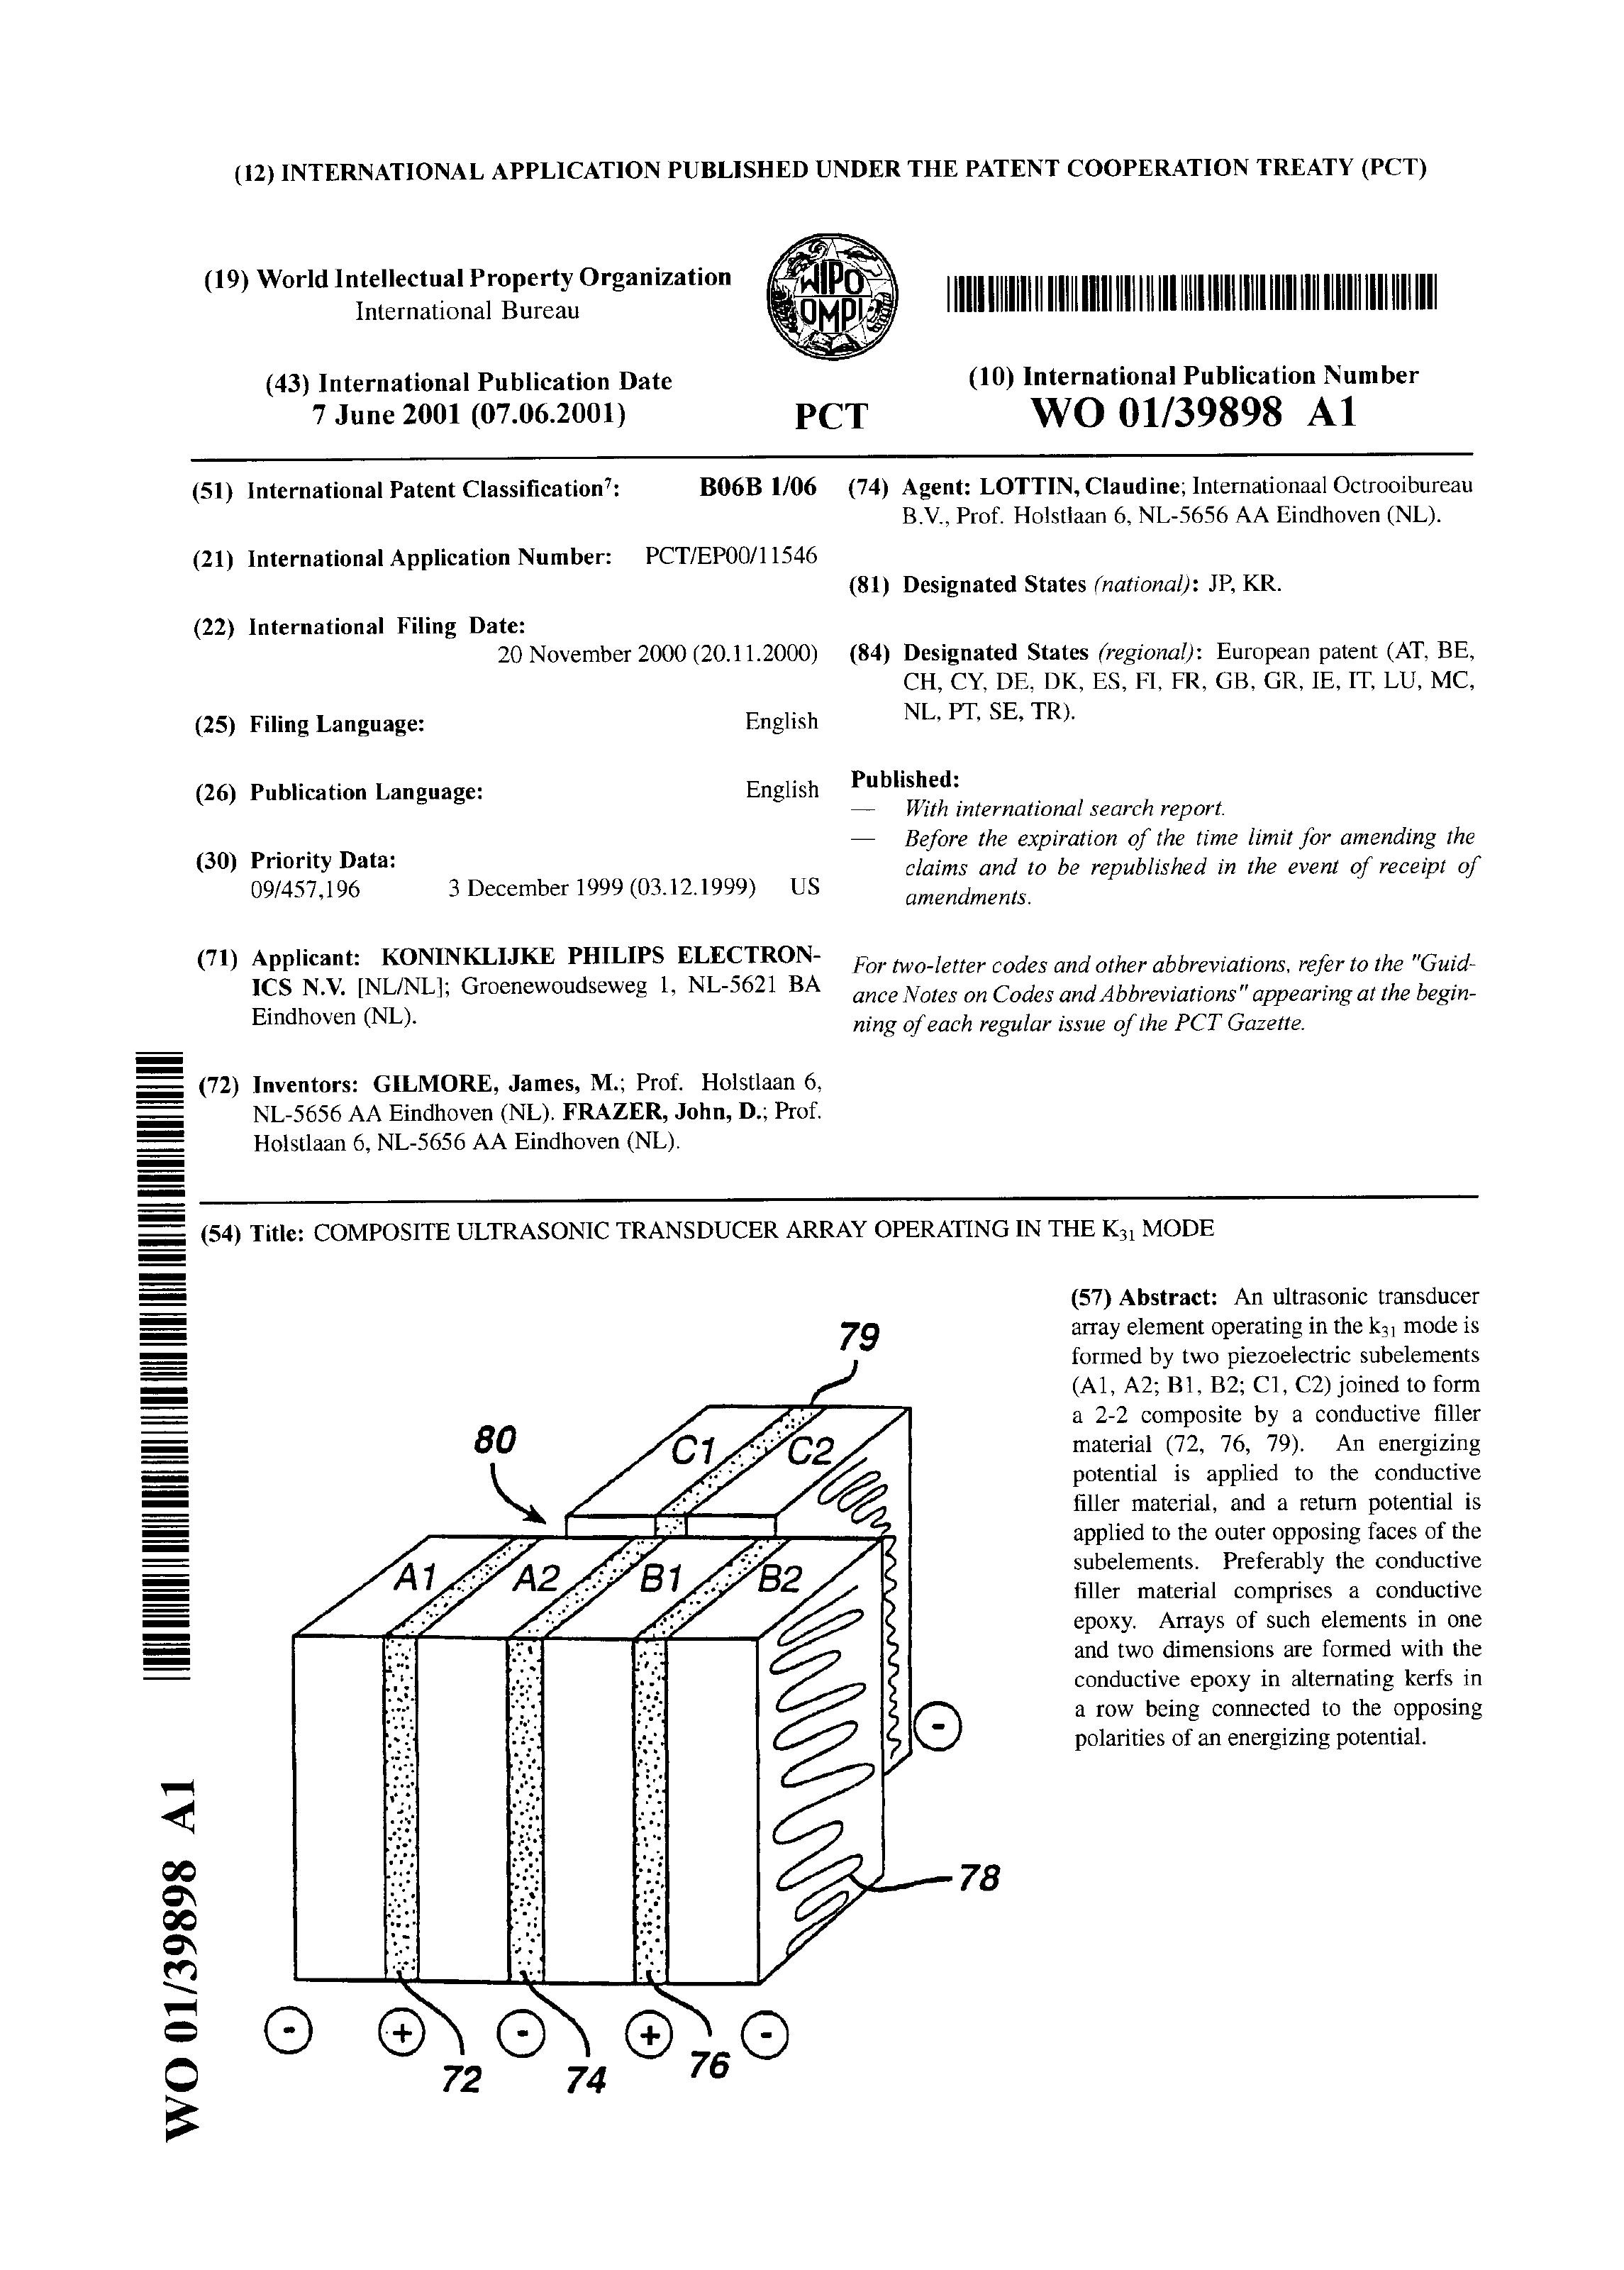 (12) INTERNATIONAL APPLICATION PUBLISHED UNDER THE PATENT COOPERATION TREATY (PCT)
(19) World Intellectual Property Organization
International Bureau
WIPO
OMPI
(43) International Publication Date
7 June 2001 (07.06.2001)
PCT
(10) International Publication Number
WO 01/39898 A1
(51) International Patent Classification⁷: B06B 1/06
(21) International Application Number: PCT/EP00/11546
(22) International Filing Date:
20 November 2000 (20.11.2000)
(25) Filing Language: English
(26) Publication Language: English
(30) Priority Data:
09/457,196 3 December 1999 (03.12.1999) US
(71) Applicant: KONINKLIJKE PHILIPS ELECTRON-
ICS N.V. [NL/NL]; Groenewoudseweg 1, NL-5621 BA
Eindhoven (NL).
(72) Inventors: GILMORE, James, M.; Prof. Holstlaan 6,
NL-5656 AA Eindhoven (NL). FRAZER, John, D.; Prof.
Holstlaan 6, NL-5656 AA Eindhoven (NL).
(74) Agent: LOTTIN, Claudine; Internationaal Octrooibureau
B.V., Prof. Holstlaan 6, NL-5656 AA Eindhoven (NL).
(81) Designated States (national): JP, KR.
(84) Designated States (regional): European patent (AT, BE,
CH, CY, DE, DK, ES, FI, FR, GB, GR, IE, IT, LU, MC,
NL, PT, SE, TR).
Published:
— With international search report.
— Before the expiration of the time limit for amending the
claims and to be republished in the event of receipt of
amendments.
For two-letter codes and other abbreviations, refer to the "Guid-
ance Notes on Codes and Abbreviations" appearing at the begin-
ning of each regular issue of the PCT Gazette.
(54) Title: COMPOSITE ULTRASONIC TRANSDUCER ARRAY OPERATING IN THE K₃₁ MODE
79
80
C1 C2
A1 A2 B1 B2
-
78
- + - + -
72 74 76
(57) Abstract: An ultrasonic transducer
array element operating in the k₃₁ mode is
formed by two piezoelectric subelements
(A1, A2; B1, B2; C1, C2) joined to form
a 2-2 composite by a conductive filler
material (72, 76, 79). An energizing
potential is applied to the conductive
filler material, and a return potential is
applied to the outer opposing faces of the
subelements. Preferably the conductive
filler material comprises a conductive
epoxy. Arrays of such elements in one
and two dimensions are formed with the
conductive epoxy in alternating kerfs in
a row being connected to the opposing
polarities of an energizing potential.
WO 01/39898 A1